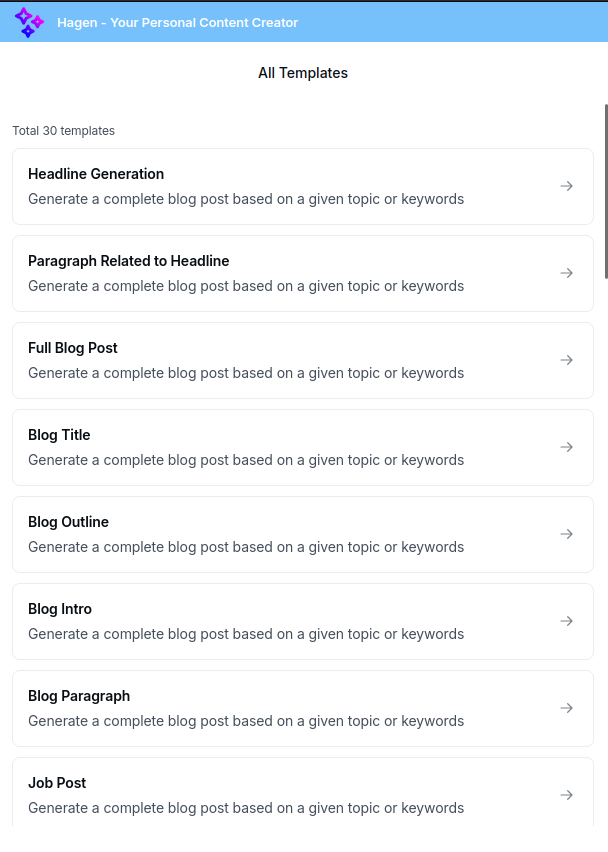 Hagen - Your Personal Content Creator
All Templates
Total 30 templates
Headline Generation
Generate a complete blog post based on a given topic or keywords
Paragraph Related to Headline
Generate a complete blog post based on a given topic or keywords
Full Blog Post
Generate a complete blog post based on a given topic or keywords
Blog Title
Generate a complete blog post based on a given topic or keywords
Blog Outline
Generate a complete blog post based on a given topic or keywords
Blog Intro
Generate a complete blog post based on a given topic or keywords
Blog Paragraph
Generate a complete blog post based on a given topic or keywords
Job Post
Generate a complete blog post based on a given topic or keywords